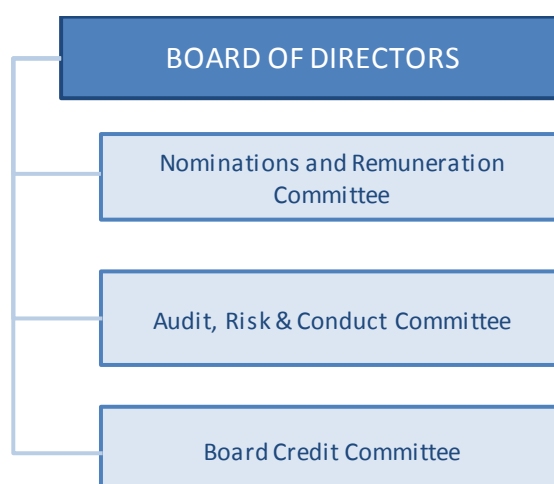 BOARD OF DIRECTORS
Nominations and Remuneration
Committee
Audit, Risk & Conduct Committee
Board Credit Committee